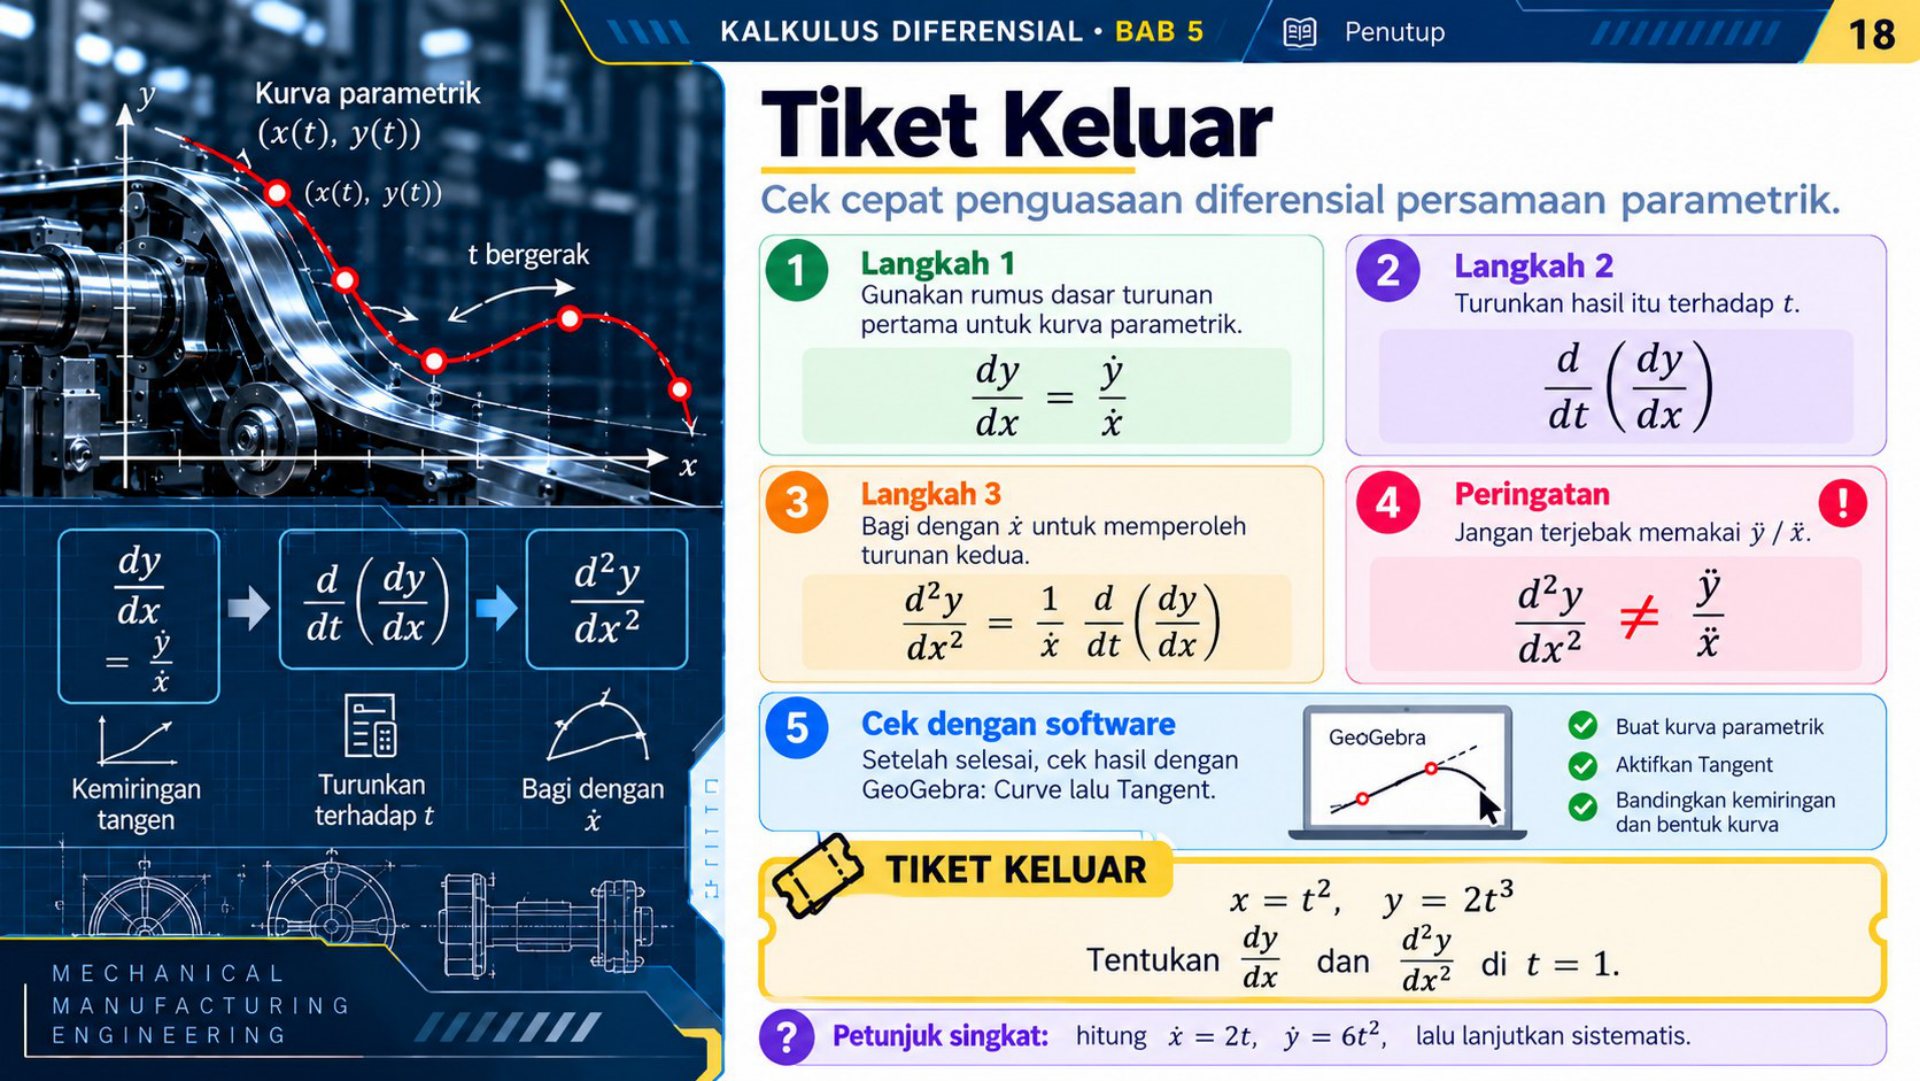 KALKULUS DIFERENSIAL • BAB 5
Penutup
18
Kurva parametrik
(x(t), y(t))
(x(t), y(t))
t bergerak
y
x
dy/dx = ẏ/ẋ
d/dt (dy/dx)
d²y/dx²
Kemiringan
tangen
Turunkan
terhadap t
Bagi dengan
ẋ
MECHANICAL
MANUFACTURING
ENGINEERING
Tiket Keluar
Cek cepat penguasaan diferensial persamaan parametrik.
1
Langkah 1
Gunakan rumus dasar turunan
pertama untuk kurva parametrik.
dy/dx = ẏ/ẋ
2
Langkah 2
Turunkan hasil itu terhadap t.
d/dt (dy/dx)
3
Langkah 3
Bagi dengan ẋ untuk memperoleh
turunan kedua.
d²y/dx² = 1/ẋ d/dt (dy/dx)
4
Peringatan
!
Jangan terjebak memakai ÿ / ẍ.
d²y/dx² ≠ ÿ/ẍ
5
Cek dengan software
Setelah selesai, cek hasil dengan
GeoGebra: Curve lalu Tangent.
GeoGebra
Buat kurva parametrik
Aktifkan Tangent
Bandingkan kemiringan
dan bentuk kurva
TIKET KELUAR
x = t², y = 2t³
Tentukan dy/dx dan d²y/dx² di t = 1.
?
Petunjuk singkat: hitung ẋ = 2t, ẏ = 6t², lalu lanjutkan sistematis.